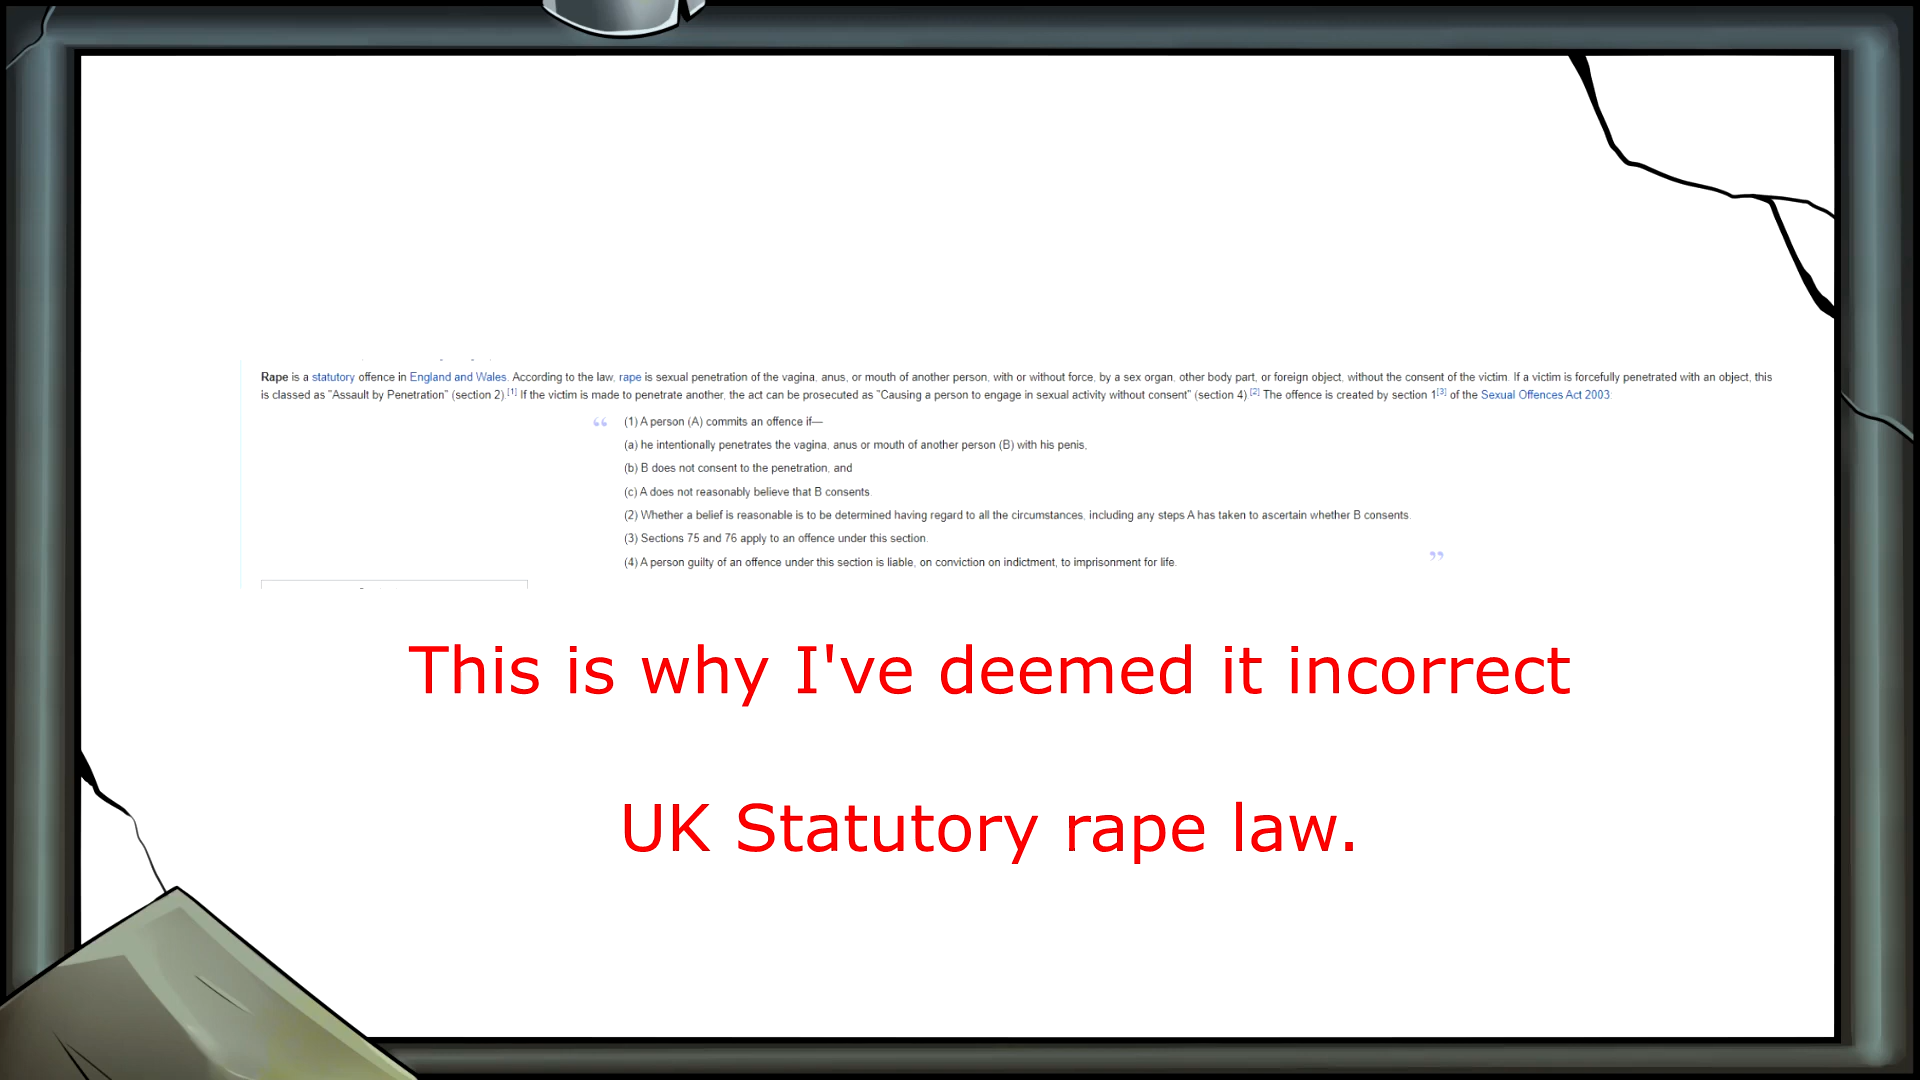 Rape is a statutory offence in England and Wales. According to the law, rape is sexual penetration of the vagina, anus, or mouth of another person, with or without force, by a sex organ, other body part, or foreign object, without the consent of the victim. If a victim is forcefully penetrated with an object, this
is classed as "Assault by Penetration" (section 2).[1] If the victim is made to penetrate another, the act can be prosecuted as "Causing a person to engage in sexual activity without consent" (section 4).[2] The offence is created by section 1[3] of the Sexual Offences Act 2003:
“ (1) A person (A) commits an offence if—
(a) he intentionally penetrates the vagina, anus or mouth of another person (B) with his penis,
(b) B does not consent to the penetration, and
(c) A does not reasonably believe that B consents.
(2) Whether a belief is reasonable is to be determined having regard to all the circumstances, including any steps A has taken to ascertain whether B consents.
(3) Sections 75 and 76 apply to an offence under this section.
(4) A person guilty of an offence under this section is liable, on conviction on indictment, to imprisonment for life. ”
This is why I've deemed it incorrect
UK Statutory rape law.